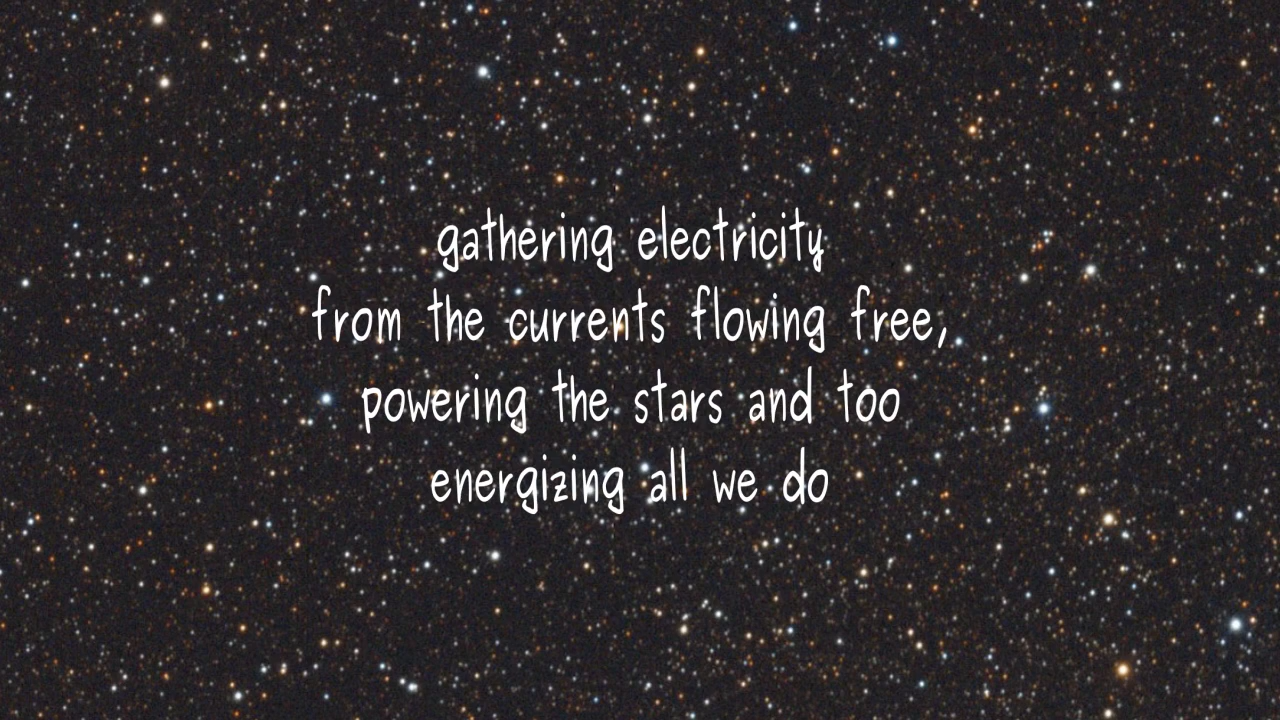 gathering electricity
from the currents flowing free,
powering the stars and too
energizing all we do